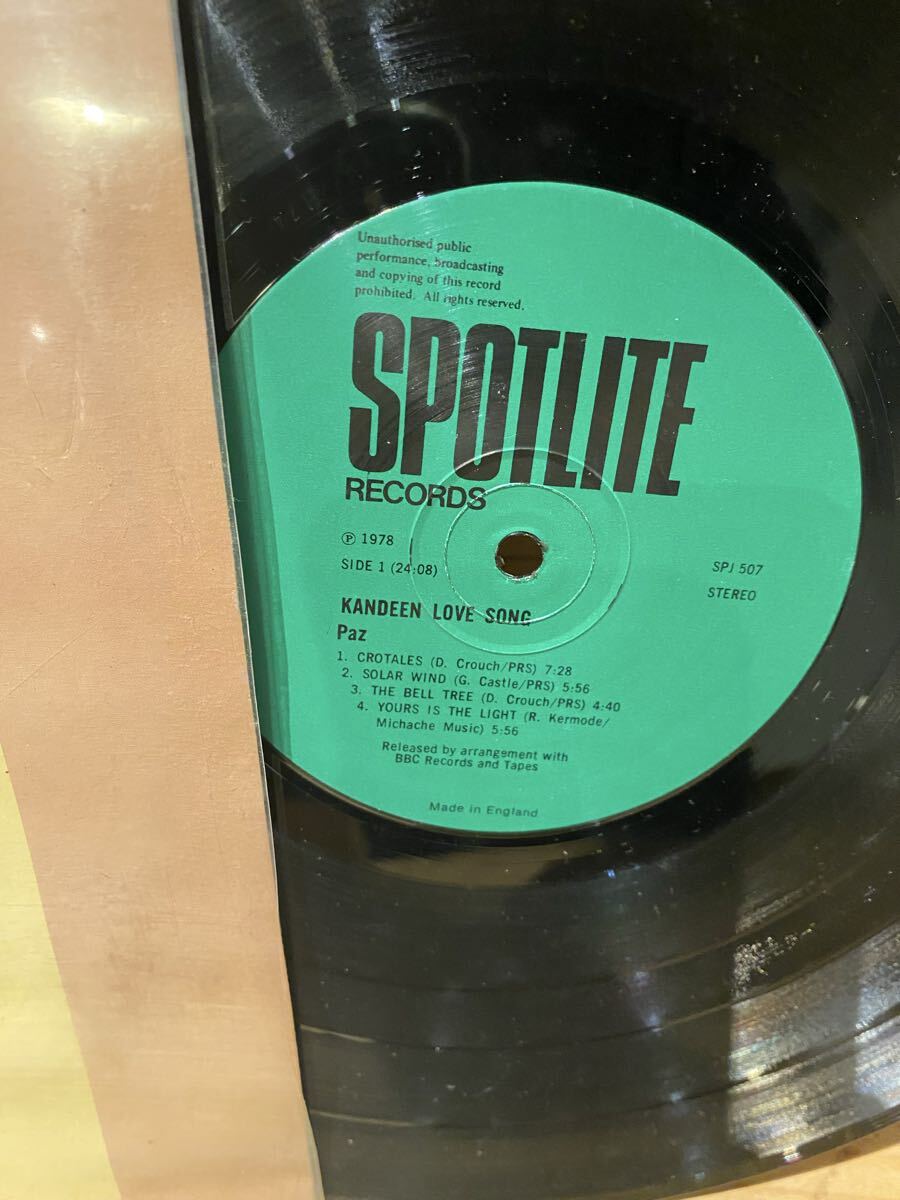 Unauthorised public
performance, broadcasting
and copying of this record
prohibited. All rights reserved.
SPOTLITE
RECORDS
℗ 1978
SIDE 1 (24:08)
SPJ 507
STEREO
KANDEEN LOVE SONG
Paz
1. CROTALES (D. Crouch/PRS) 7:28
2. SOLAR WIND (G. Castle/PRS) 5:56
3. THE BELL TREE (D. Crouch/PRS) 4:40
4. YOURS IS THE LIGHT (R. Kermode/
Michache Music) 5:56
Released by arrangement with
BBC Records and Tapes
Made in England